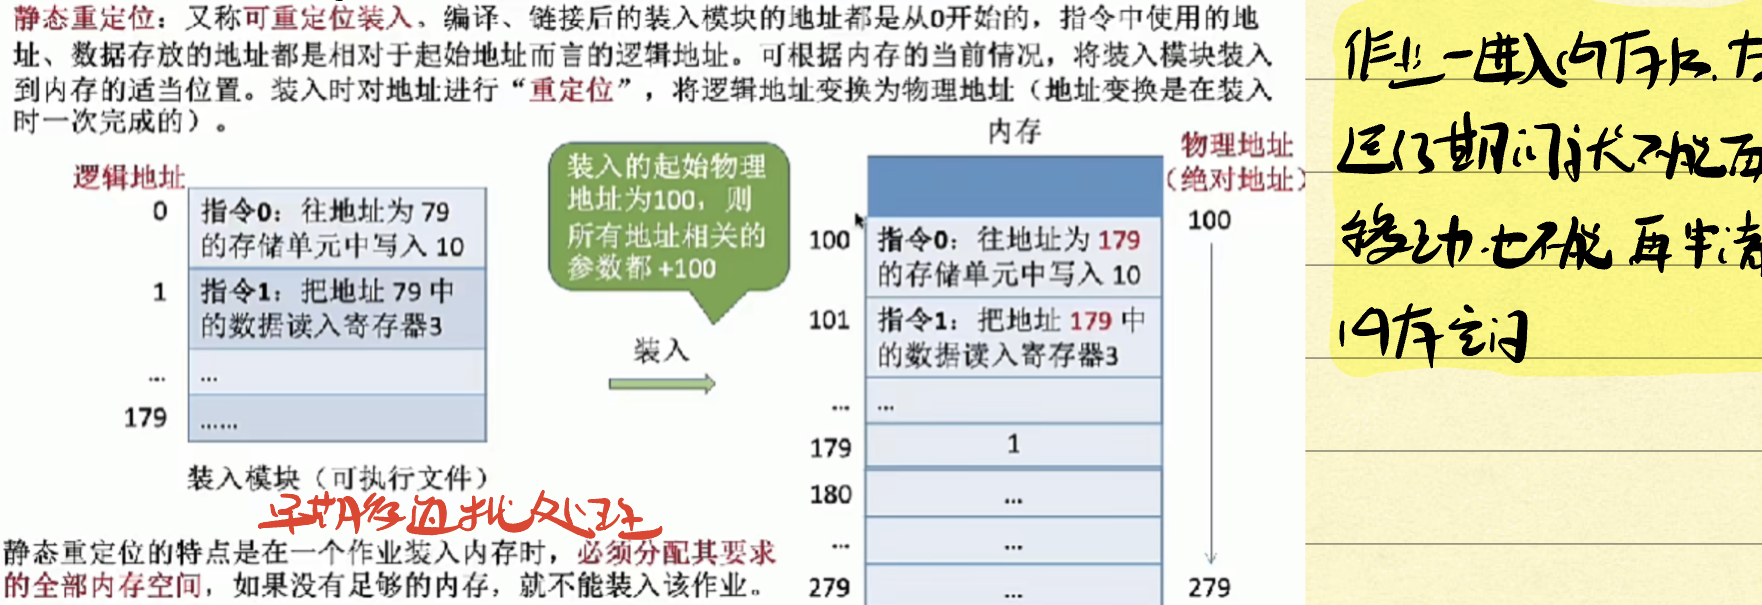 静态重定位：又称可重定位装入。编译、链接后的装入模块的地址都是从0开始的，指令中使用的地
址、数据存放的地址都是相对于起始地址而言的逻辑地址。可根据内存的当前情况，将装入模块装入
到内存的适当位置。装入时对地址进行“重定位”，将逻辑地址变换为物理地址（地址变换是在装入
时一次完成的）。
逻辑地址
0
指令0：往地址为 79
的存储单元中写入 10
1
指令1：把地址 79 中
的数据读入寄存器3
...
...
179
......
装入模块（可执行文件）
早期多道批处理
装入的起始物理
地址为100，则
所有地址相关的
参数都 +100
装入
内存
物理地址
（绝对地址）
100
100
指令0：往地址为 179
的存储单元中写入 10
101
指令1：把地址 179 中
的数据读入寄存器3
...
...
179
1
180
...
...
...
279
...
279
静态重定位的特点是在一个作业装入内存时，必须分配其要求
的全部内存空间，如果没有足够的内存，就不能装入该作业。
作业一进入内存后，在
运行期间就不能再
移动，也不能再申请
内存空间